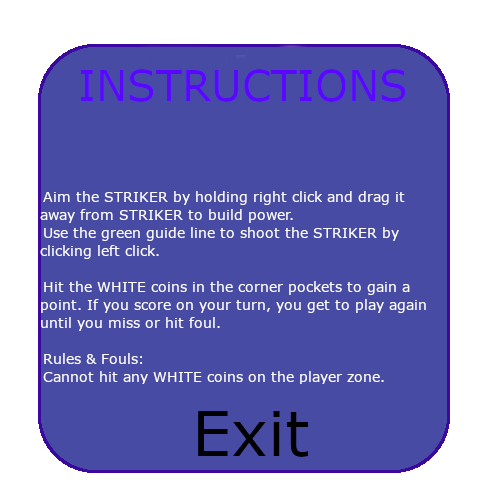 INSTRUCTIONS
Aim the STRIKER by holding right click and drag it
away from STRIKER to build power.
Use the green guide line to shoot the STRIKER by
clicking left click.
Hit the WHITE coins in the corner pockets to gain a
point. If you score on your turn, you get to play again
until you miss or hit foul.
Rules & Fouls:
Cannot hit any WHITE coins on the player zone.
Exit